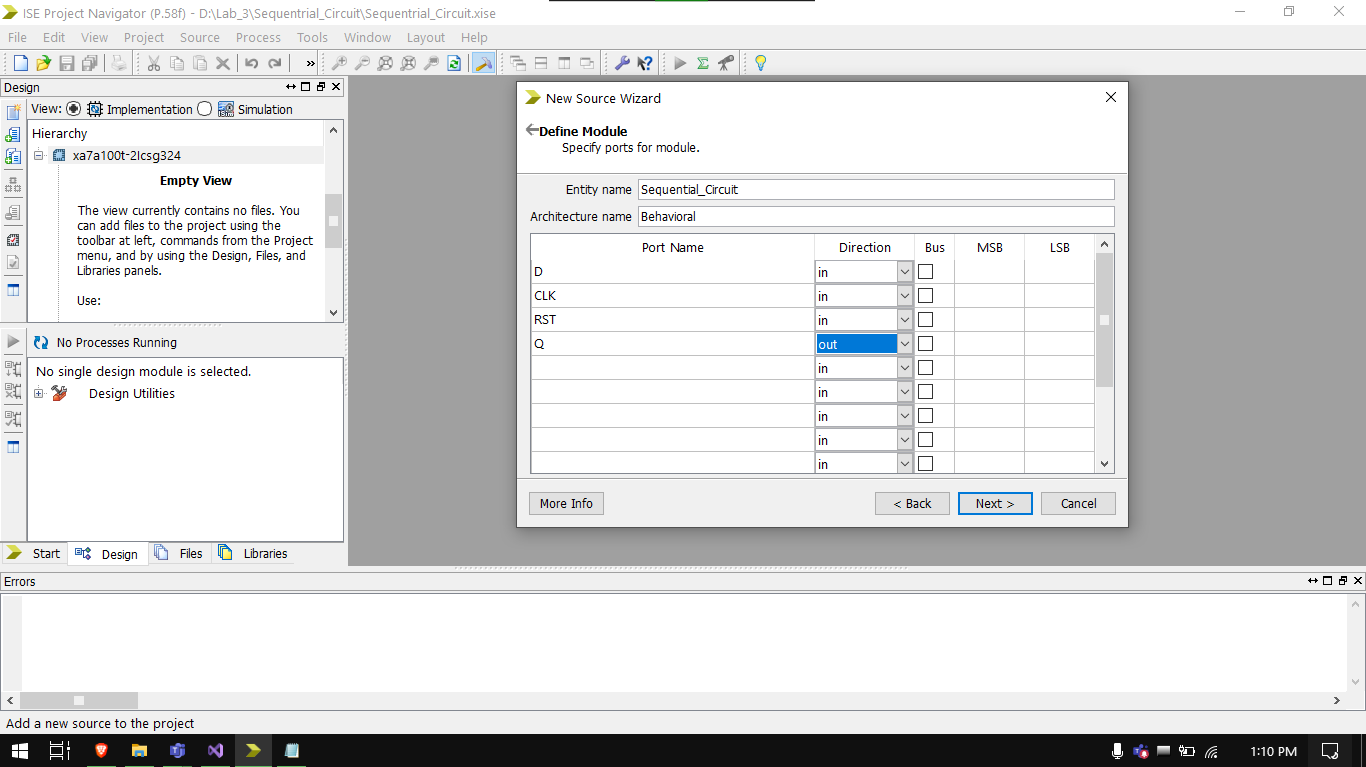 ISE Project Navigator (P.58f) - D:\Lab_3\Sequentrial_Circuit\Sequentrial_Circuit.xise
File Edit View Project Source Process Tools Window Layout Help
»
Design
View: Implementation Simulation
Hierarchy
xa7a100t-2lcsg324
Empty View
The view currently contains no files. You
can add files to the project using the
toolbar at left, commands from the Project
menu, and by using the Design, Files, and
Libraries panels.
Use:
No Processes Running
No single design module is selected.
Design Utilities
Start Design Files Libraries
New Source Wizard
Define Module
Specify ports for module.
Entity name Sequential_Circuit
Architecture name Behavioral
Port Name Direction Bus MSB LSB
D in
CLK in
RST in
Q out
in
in
in
in
in
More Info < Back Next > Cancel
Errors
Add a new source to the project
1:10 PM